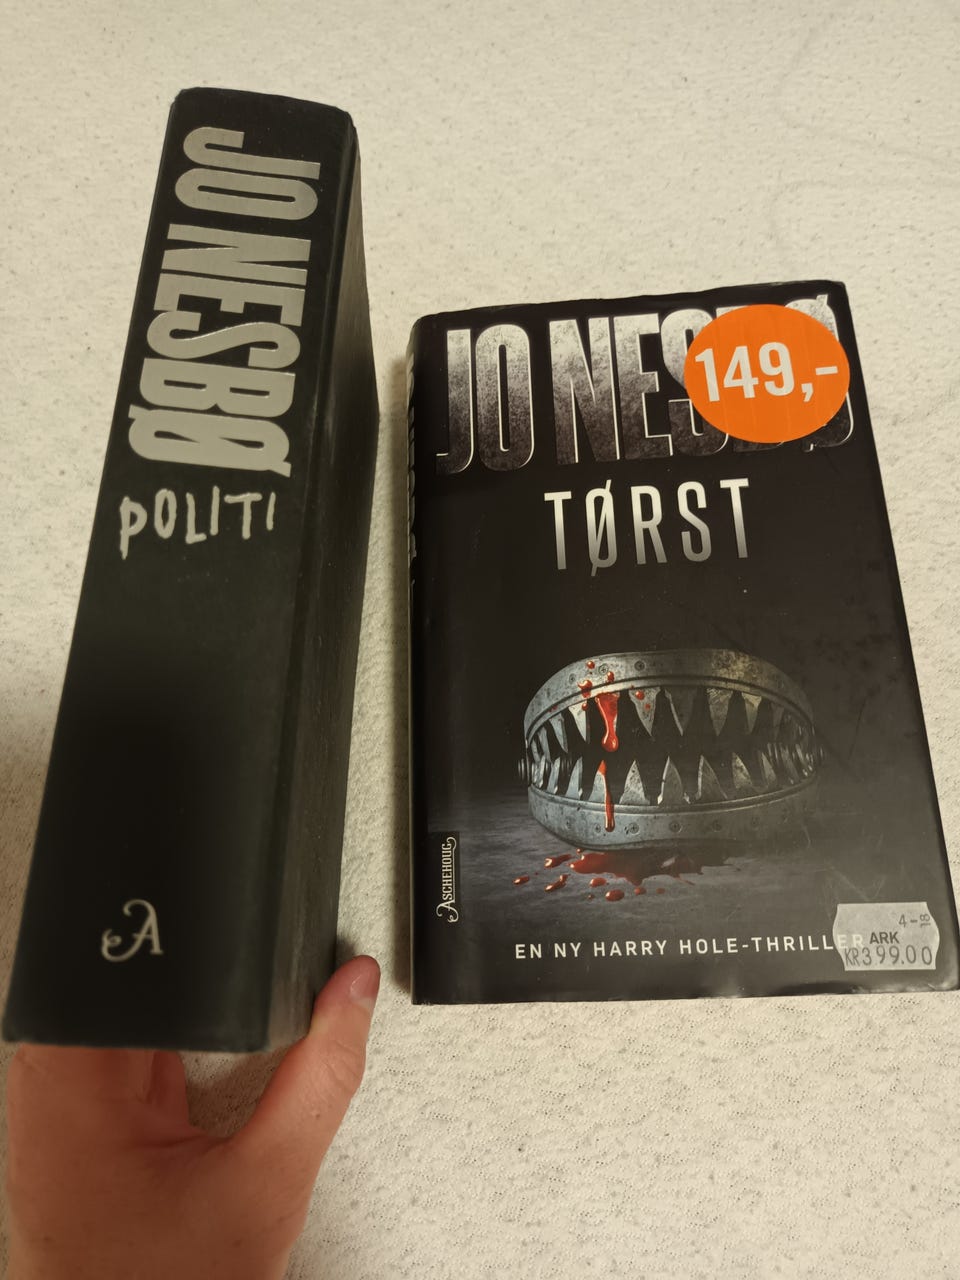 JO NESBØ
POLITI
A
JO NESBØ
149,-
TØRST
ASCHEHOUG
EN NY HARRY HOLE-THRILLER
4-18
ARK
KR399.00